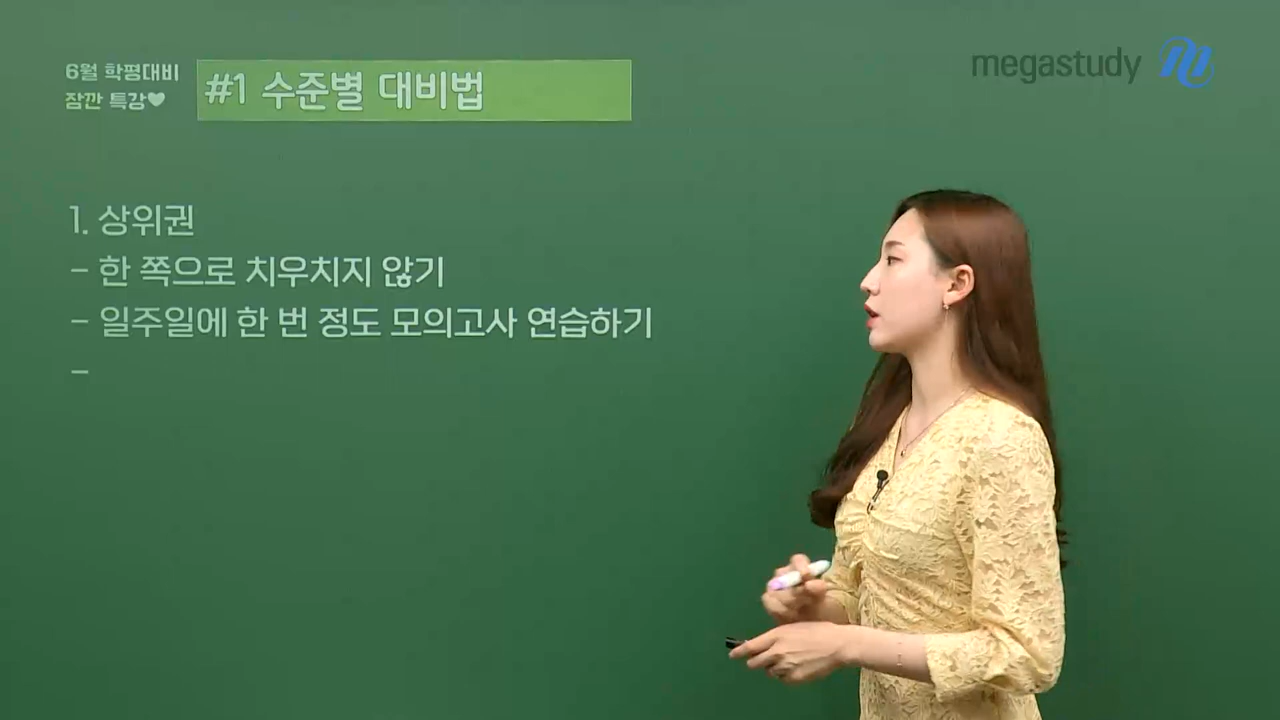 6월 학평대비
잠깐 특강♥
#1 수준별 대비법
megastudy
1. 상위권
- 한 쪽으로 치우치지 않기
- 일주일에 한 번 정도 모의고사 연습하기
-